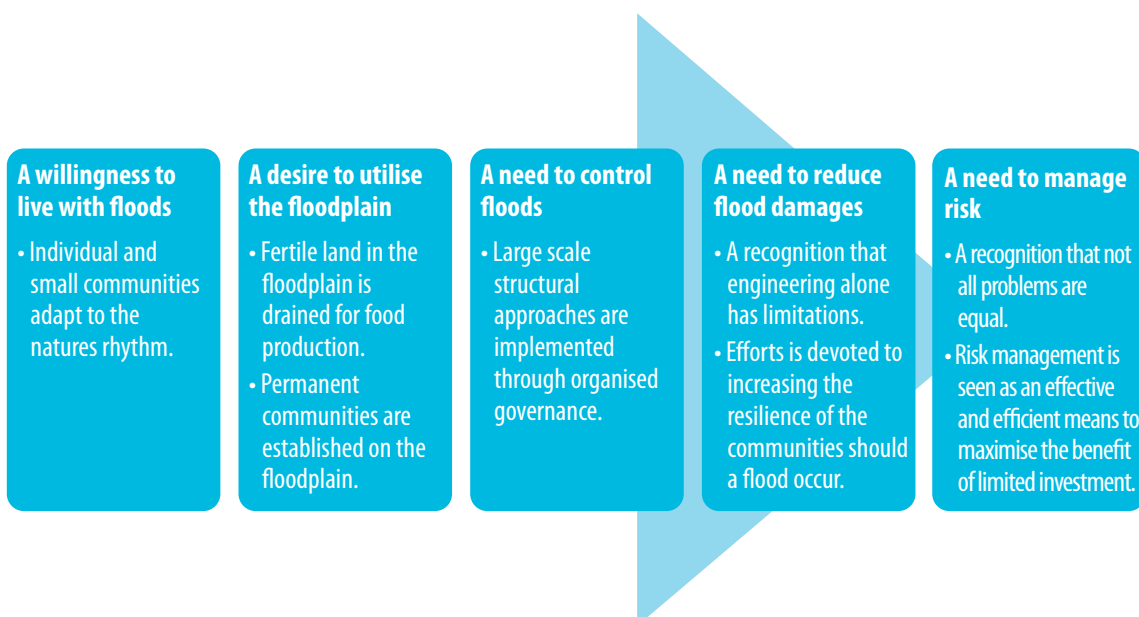 A willingness to
live with floods
• Individual and
small communities
adapt to the
natures rhythm.
A desire to utilise
the floodplain
• Fertile land in the
floodplain is
drained for food
production.
• Permanent
communities are
established on the
floodplain.
A need to control
floods
• Large scale
structural
approaches are
implemented
through organised
governance.
A need to reduce
flood damages
• A recognition that
engineering alone
has limitations.
• Efforts is devoted to
increasing the
resilience of the
communities should
a flood occur.
A need to manage
risk
• A recognition that not
all problems are
equal.
• Risk management is
seen as an effective
and efficient means to
maximise the benefit
of limited investment.